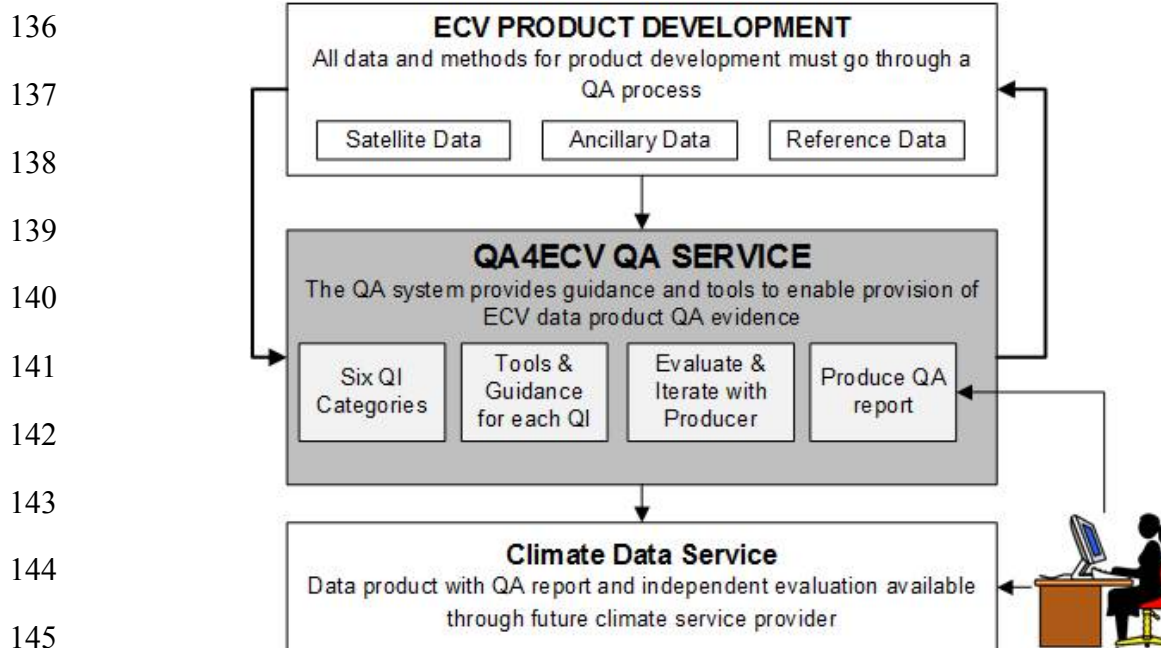 136
ECV PRODUCT DEVELOPMENT
All data and methods for product development must go through a
137
QA process
Satellite Data
Ancillary Data
Reference Data
138
139
QA4ECV QA SERVICE
The QA system provides guidance and tools to enable provision of
140
ECV data product QA evidence
141
Six QI
Categories
Tools &
Guidance
for each QI
Evaluate &
Iterate with
Producer
Produce QA
report
142
143
Climate Data Service
144
Data product with QA report and independent evaluation available
through future climate service provider
145